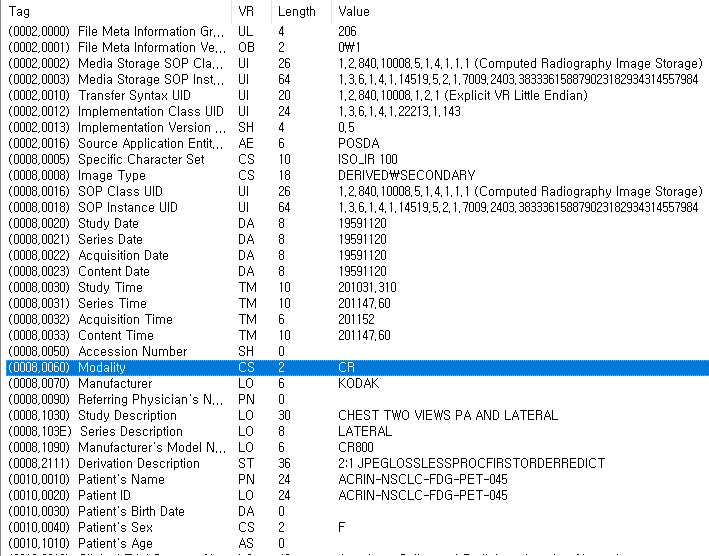 Tag VR Length Value
(0002,0000) File Meta Information Gr... UL 4 206
(0002,0001) File Meta Information Ve... OB 2 0₩1
(0002,0002) Media Storage SOP Cla... UI 26 1.2.840.10008.5.1.4.1.1.1 (Computed Radiography Image Storage)
(0002,0003) Media Storage SOP Inst... UI 64 1.3.6.1.4.1.14519.5.2.1.7009.2403.383336158879023182934314557984
(0002,0010) Transfer Syntax UID UI 20 1.2.840.10008.1.2.1 (Explicit VR Little Endian)
(0002,0012) Implementation Class UID UI 24 1.3.6.1.4.1.22213.1.143
(0002,0013) Implementation Version ... SH 4 0.5
(0002,0016) Source Application Entit... AE 6 POSDA
(0008,0005) Specific Character Set CS 10 ISO_IR 100
(0008,0008) Image Type CS 18 DERIVED₩SECONDARY
(0008,0016) SOP Class UID UI 26 1.2.840.10008.5.1.4.1.1.1 (Computed Radiography Image Storage)
(0008,0018) SOP Instance UID UI 64 1.3.6.1.4.1.14519.5.2.1.7009.2403.383336158879023182934314557984
(0008,0020) Study Date DA 8 19591120
(0008,0021) Series Date DA 8 19591120
(0008,0022) Acquisition Date DA 8 19591120
(0008,0023) Content Date DA 8 19591120
(0008,0030) Study Time TM 10 201031.310
(0008,0031) Series Time TM 10 201147.60
(0008,0032) Acquisition Time TM 6 201152
(0008,0033) Content Time TM 10 201147.60
(0008,0050) Accession Number SH 0
(0008,0060) Modality CS 2 CR
(0008,0070) Manufacturer LO 6 KODAK
(0008,0090) Referring Physician's N... PN 0
(0008,1030) Study Description LO 30 CHEST TWO VIEWS PA AND LATERAL
(0008,103E) Series Description LO 8 LATERAL
(0008,1090) Manufacturer's Model N... LO 6 CR800
(0008,2111) Derivation Description ST 36 2:1 JPEGLOSSLESSPROCFIRSTORDERREDICT
(0010,0010) Patient's Name PN 24 ACRIN-NSCLC-FDG-PET-045
(0010,0020) Patient ID LO 24 ACRIN-NSCLC-FDG-PET-045
(0010,0030) Patient's Birth Date DA 0
(0010,0040) Patient's Sex CS 2 F
(0010,1010) Patient's Age AS 0